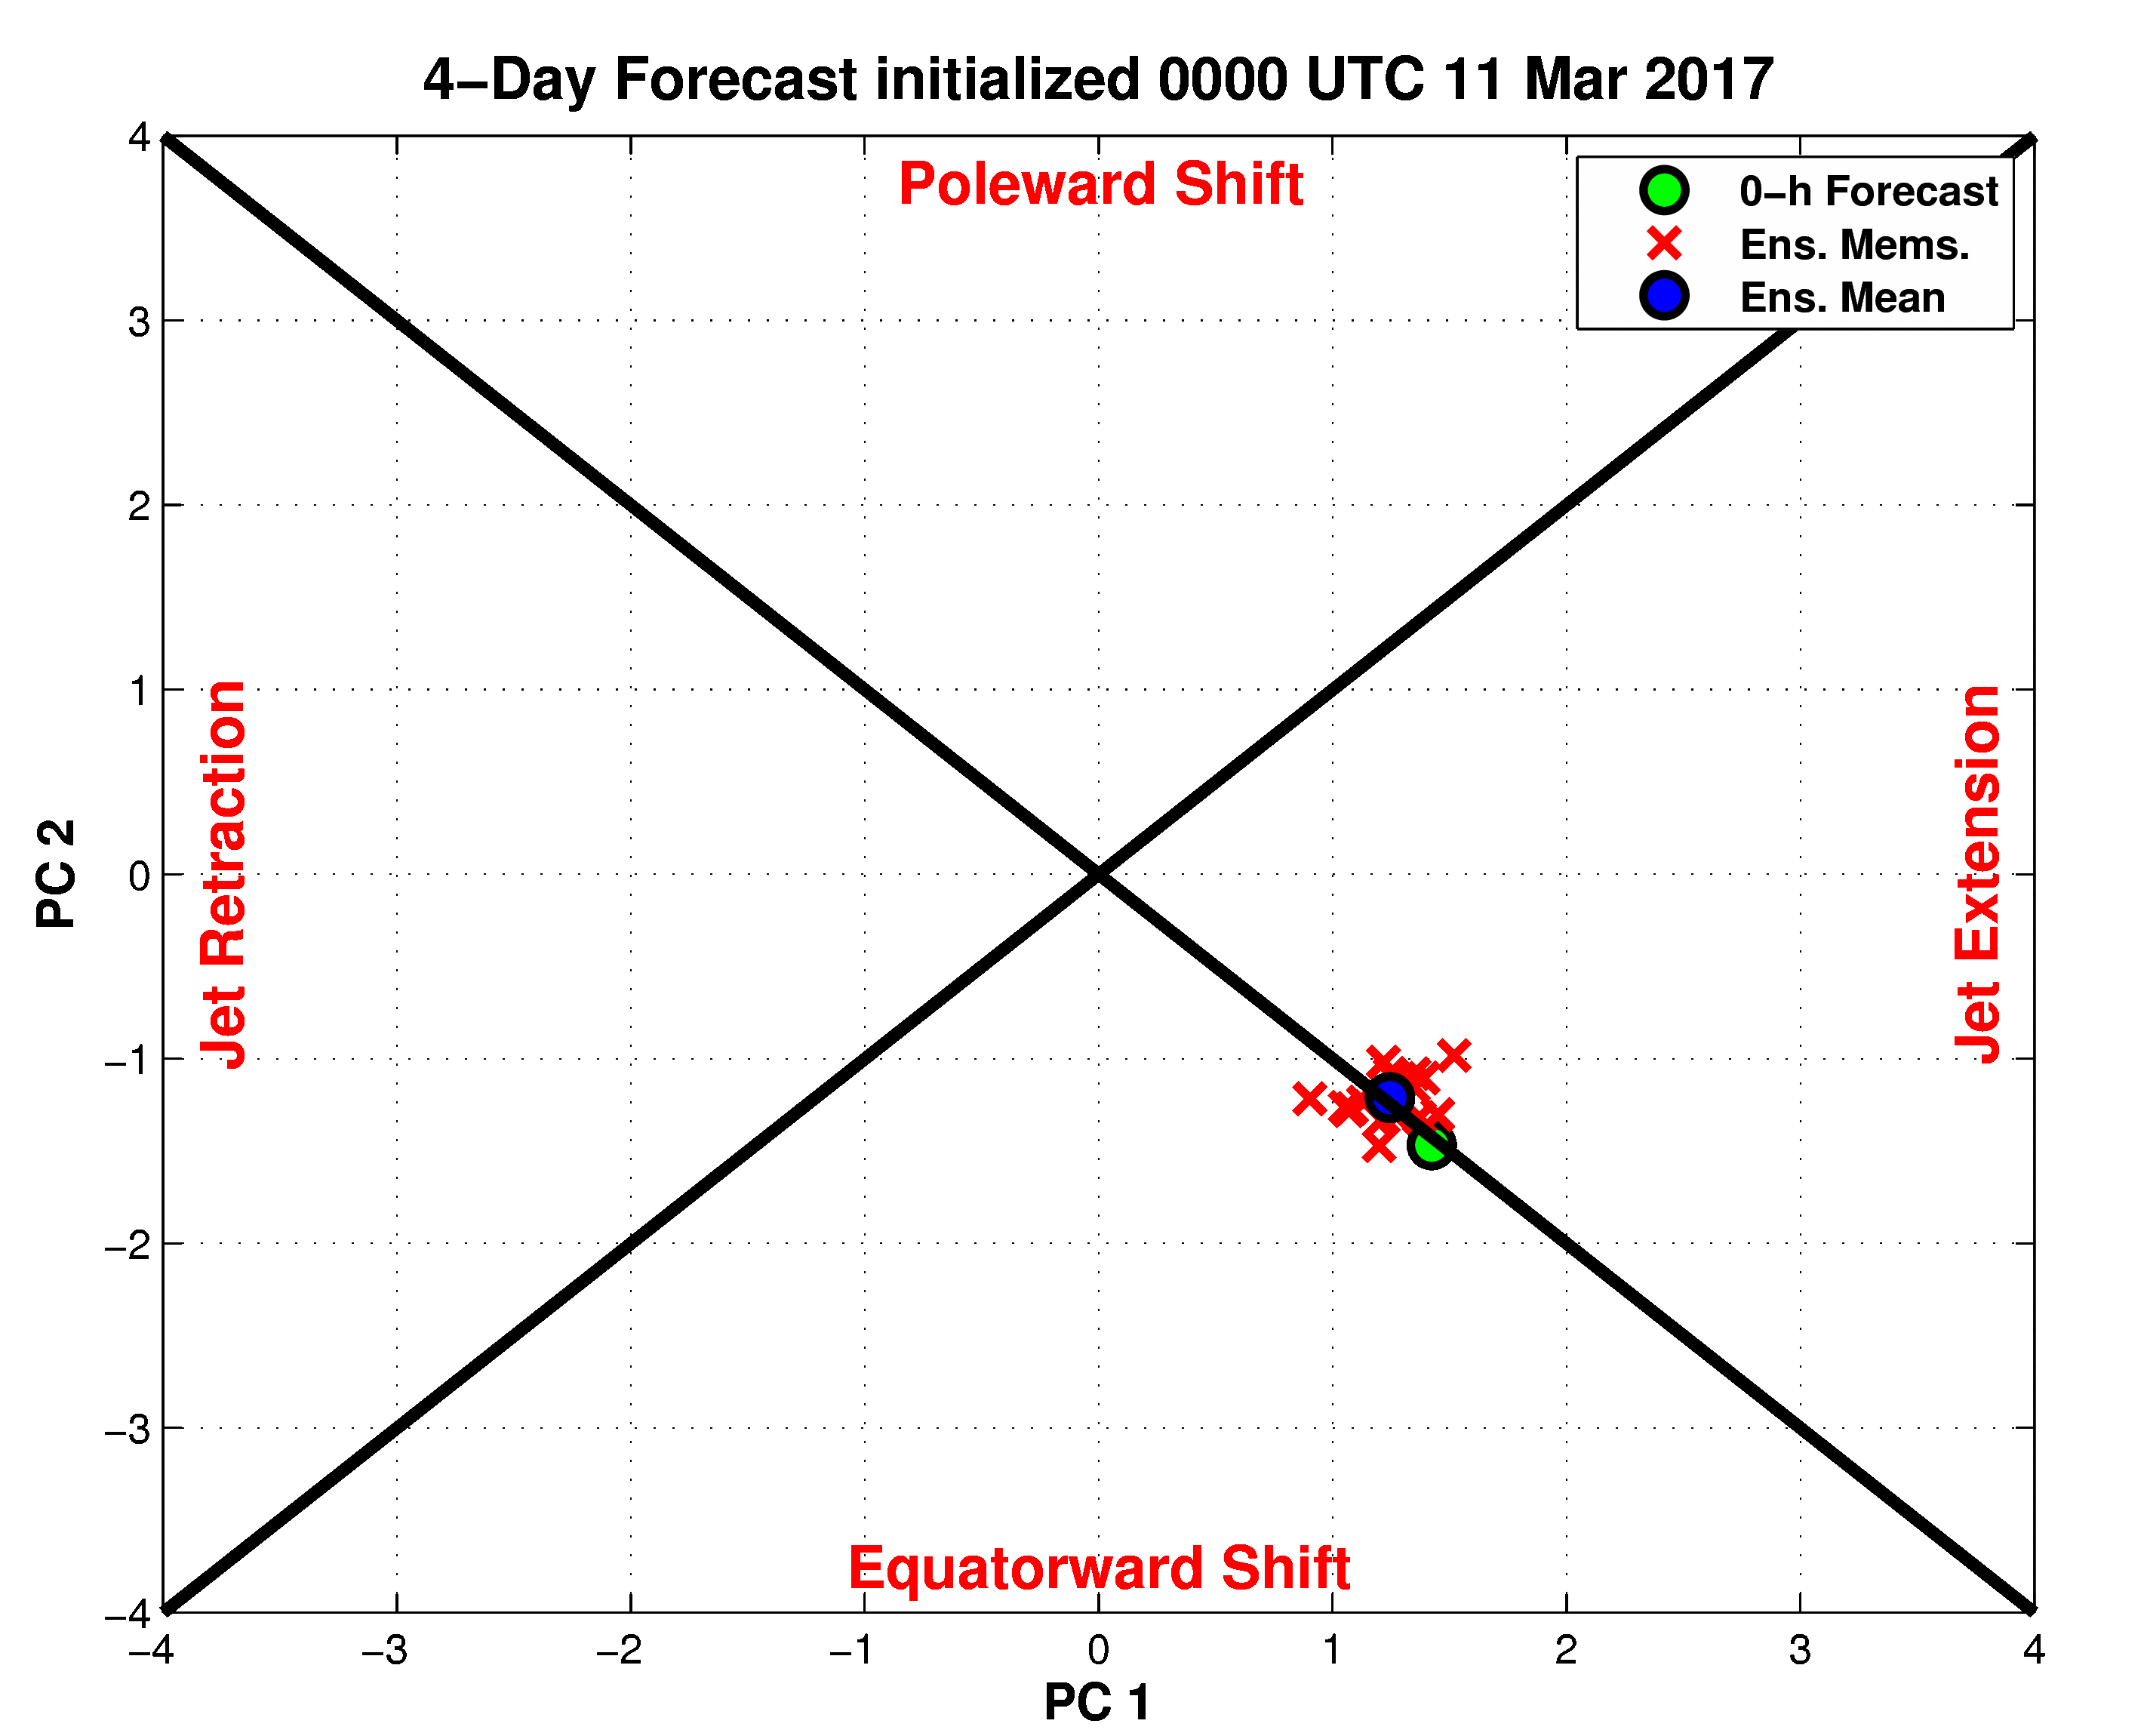 4−Day Forecast initialized 0000 UTC 11 Mar 2017
Poleward Shift
0−h Forecast
Ens. Mems.
Ens. Mean
4
3
2
1
0
−1
−2
−3
−4
PC 2
Jet Retraction
Jet Extension
Equatorward Shift
−4
−3
−2
−1
0
1
2
3
4
PC 1